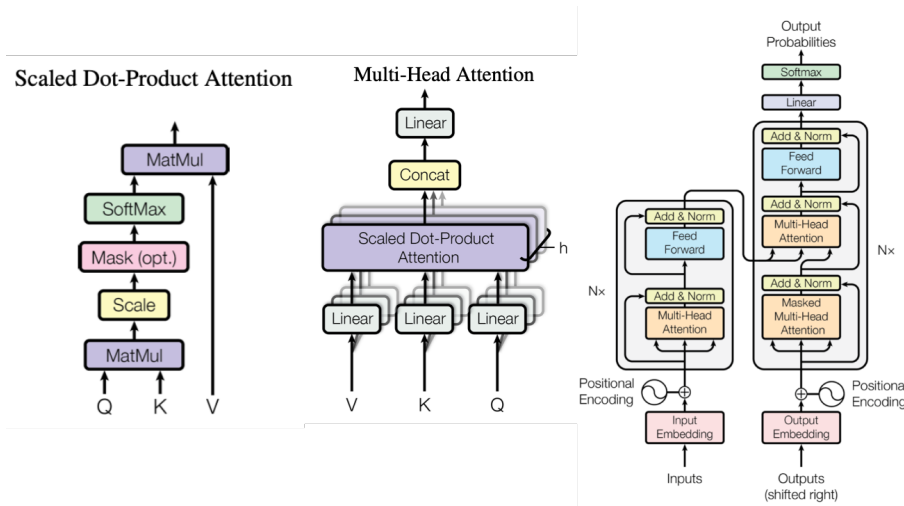 Scaled Dot-Product Attention
MatMul
SoftMax
Mask (opt.)
Scale
MatMul
Q K V
Multi-Head Attention
Linear
Concat
Scaled Dot-Product
Attention
h
Linear Linear Linear
V K Q
Output
Probabilities
Softmax
Linear
Add & Norm
Feed
Forward
Add & Norm
Multi-Head
Attention
Nx
Add & Norm
Masked
Multi-Head
Attention
Add & Norm
Feed
Forward
Nx
Add & Norm
Multi-Head
Attention
Positional
Encoding
Positional
Encoding
Input
Embedding
Output
Embedding
Inputs
Outputs
(shifted right)